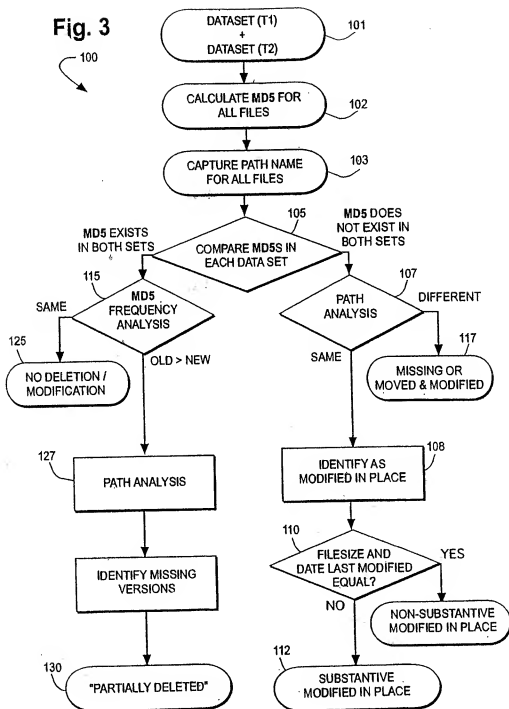 Fig. 3
100
DATASET (T1)
+
DATASET (T2)
101
CALCULATE MD5 FOR
ALL FILES
102
CAPTURE PATH NAME
FOR ALL FILES
103
105
MD5 EXISTS
IN BOTH SETS
COMPARE MD5S IN
EACH DATA SET
MD5 DOES
NOT EXIST IN
BOTH SETS
115
MD5
FREQUENCY
ANALYSIS
SAME
OLD > NEW
107
PATH
ANALYSIS
DIFFERENT
SAME
125
NO DELETION /
MODIFICATION
117
MISSING OR
MOVED & MODIFIED
127
PATH ANALYSIS
108
IDENTIFY AS
MODIFIED IN PLACE
IDENTIFY MISSING
VERSIONS
110
FILESIZE AND
DATE LAST MODIFIED
EQUAL?
YES
NO
NON-SUBSTANTIVE
MODIFIED IN PLACE
130
"PARTIALLY DELETED"
112
SUBSTANTIVE
MODIFIED IN PLACE